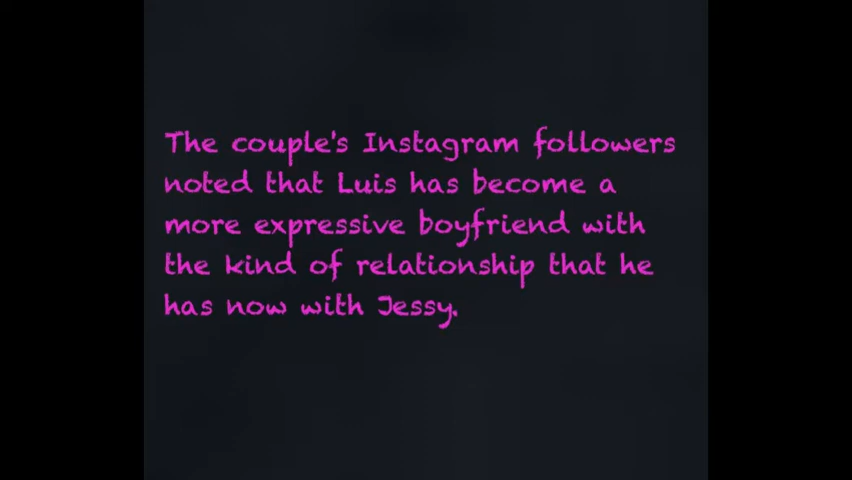 The couple's Instagram followers
noted that Luis has become a
more expressive boyfriend with
the kind of relationship that he
has now with Jessy.